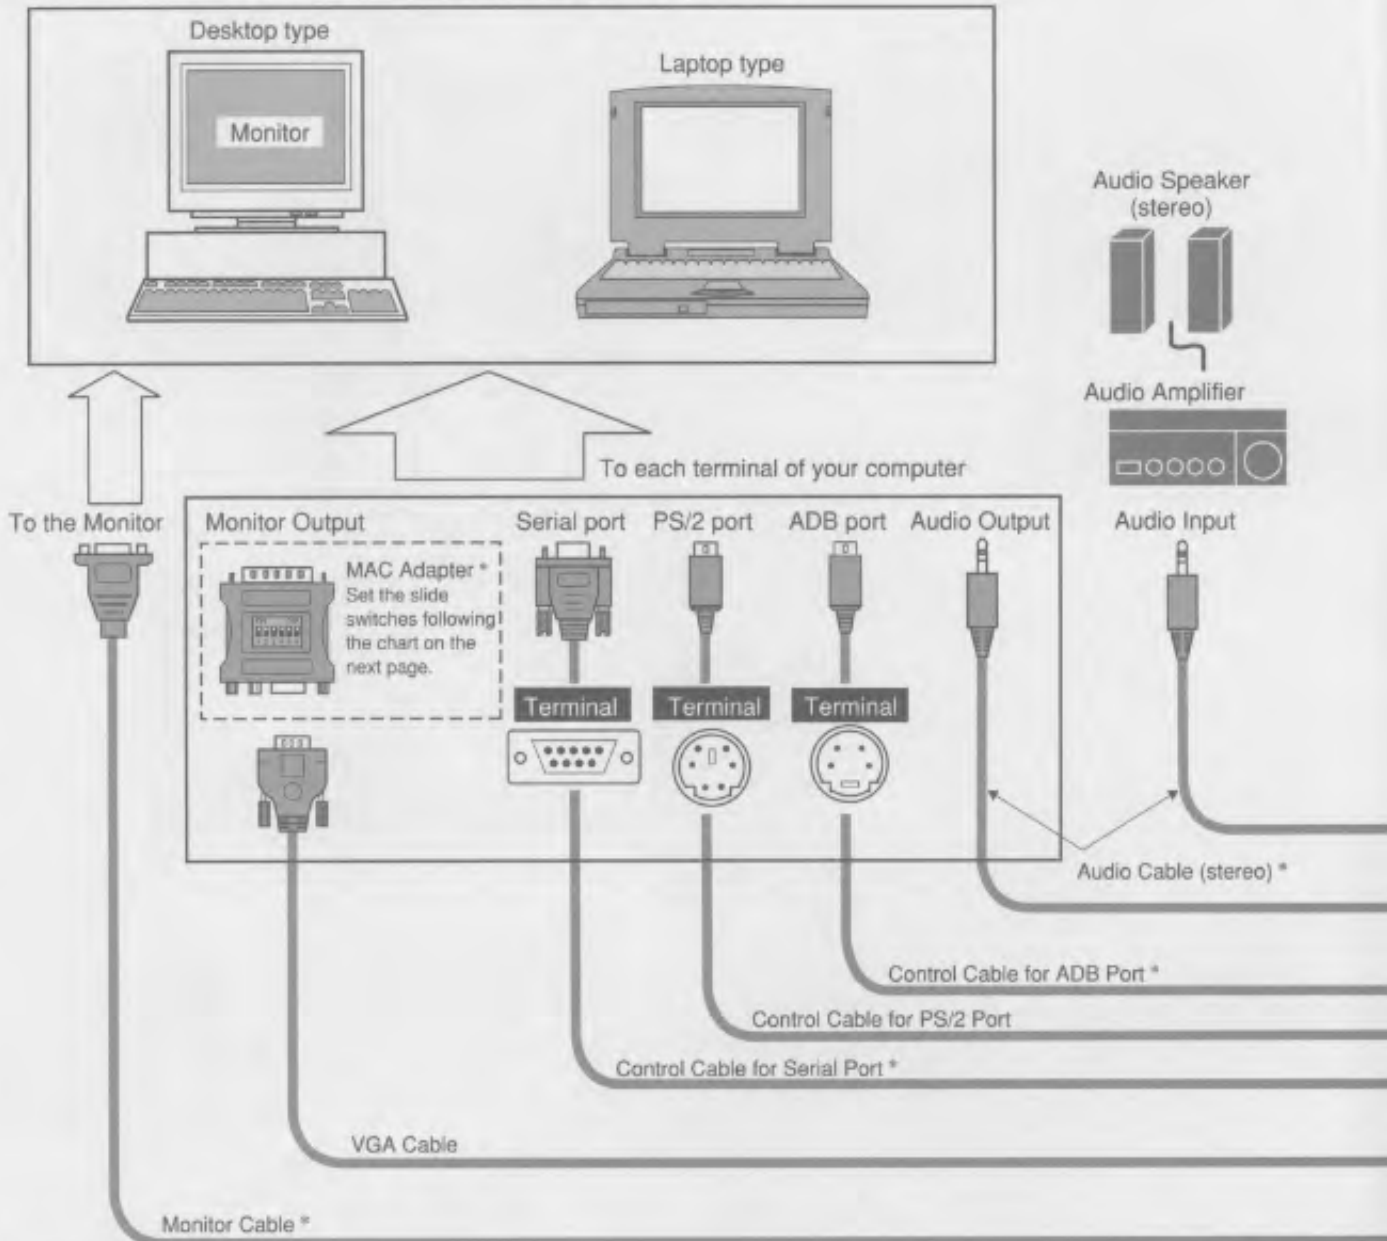 Desktop type
Monitor
Laptop type
Audio Speaker
(stereo)
Audio Amplifier
To each terminal of your computer
To the Monitor
Monitor Output
Serial port
PS/2 port
ADB port
Audio Output
Audio Input
MAC Adapter *
Set the slide
switches following
the chart on the
next page.
Terminal
Terminal
Terminal
Audio Cable (stereo) *
Control Cable for ADB Port *
Control Cable for PS/2 Port
Control Cable for Serial Port *
VGA Cable
Monitor Cable *